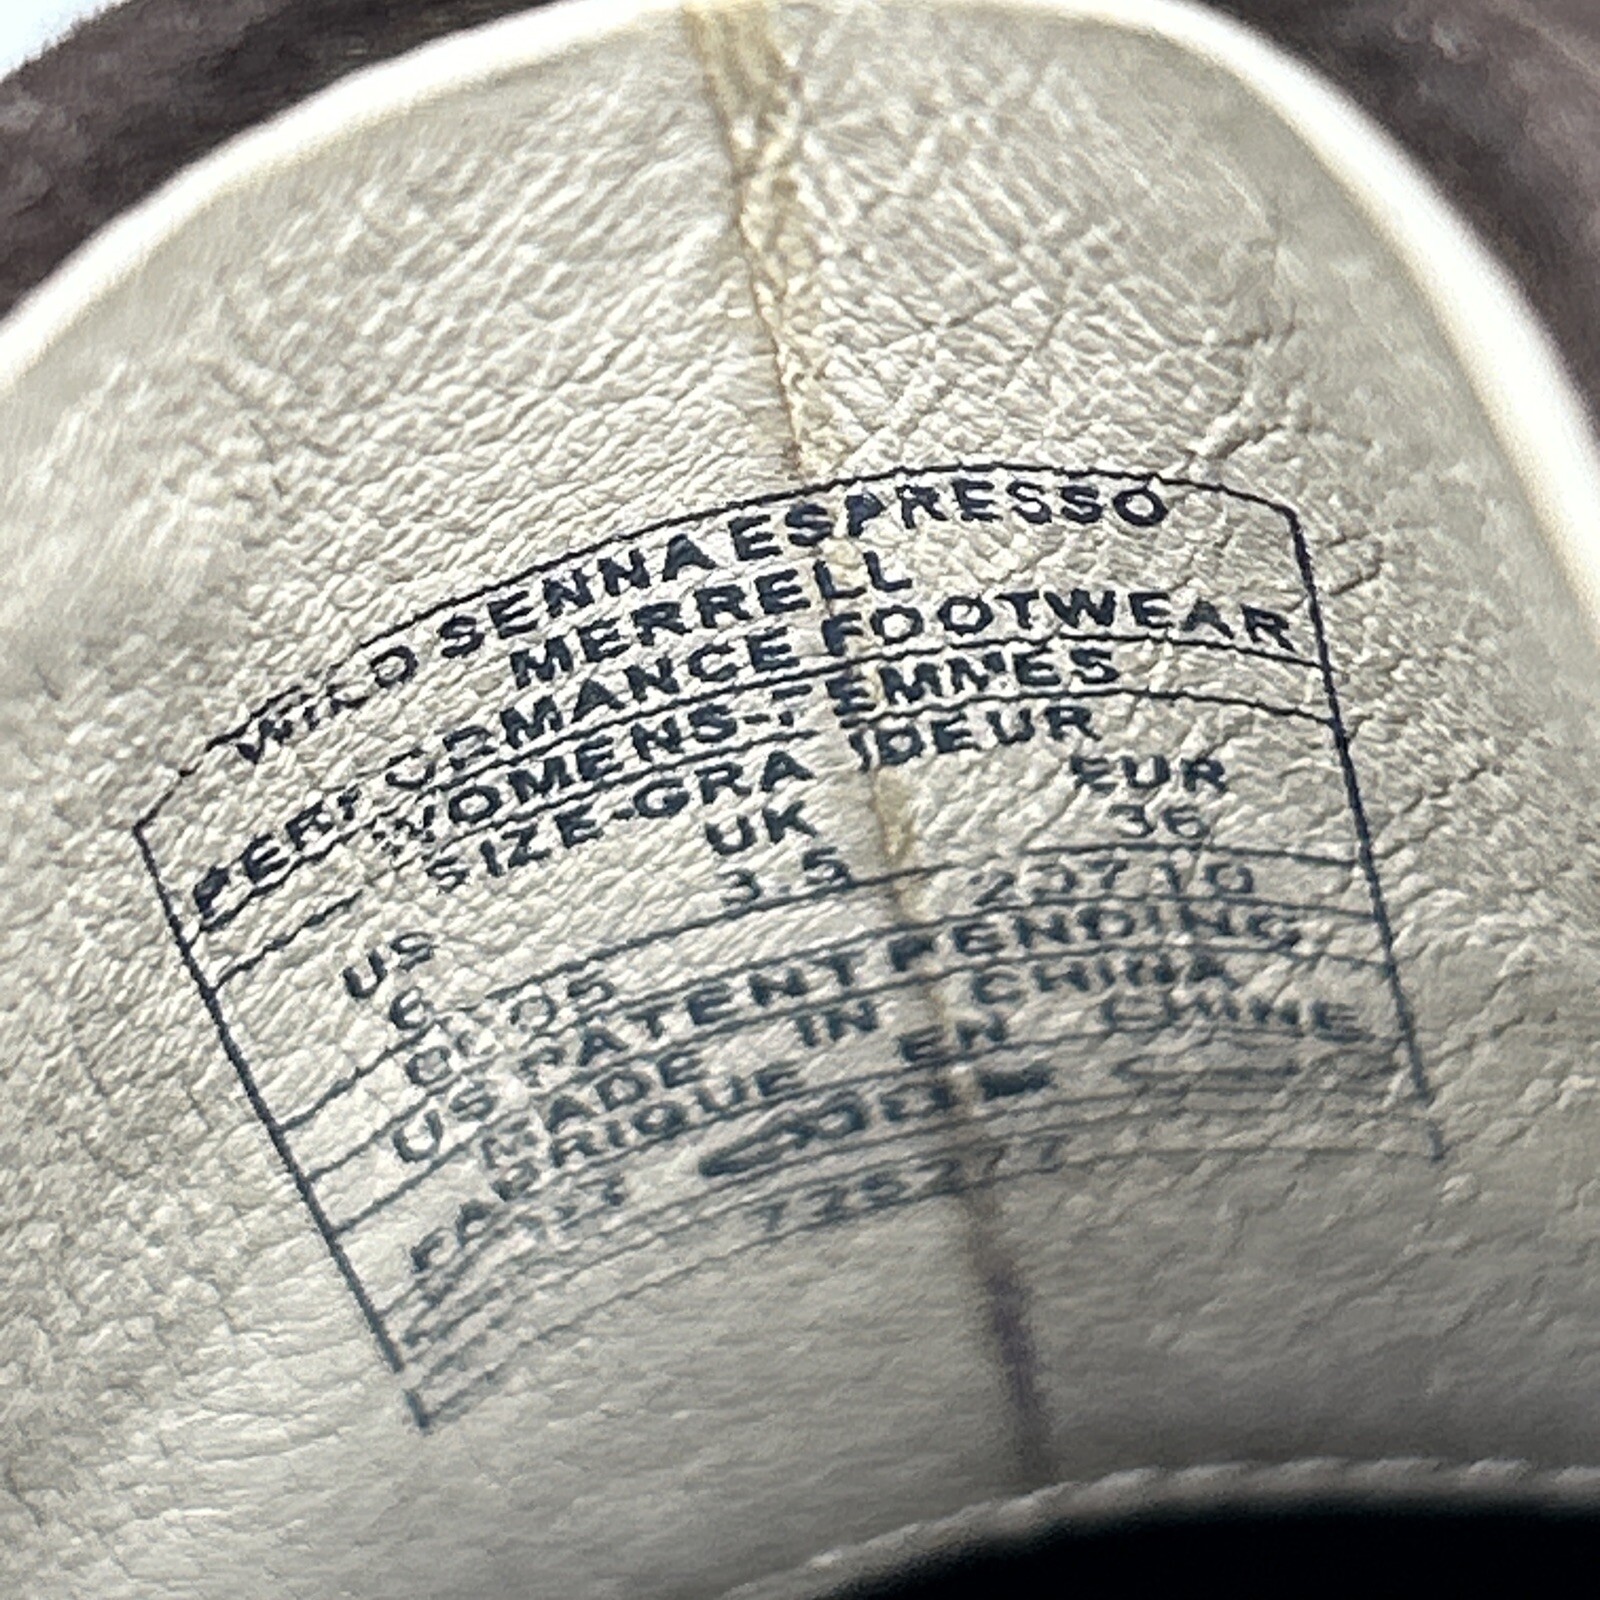 WILD SENNA ESPRESSO
MERRELL
PERFORMANCE FOOTWEAR
WOMENS-FEMMES
SIZE-GRANDEUR
US UK EUR
6 3.5 36
US PATENT PENDING
MADE IN CHINA
FABRIQUE EN CHINE